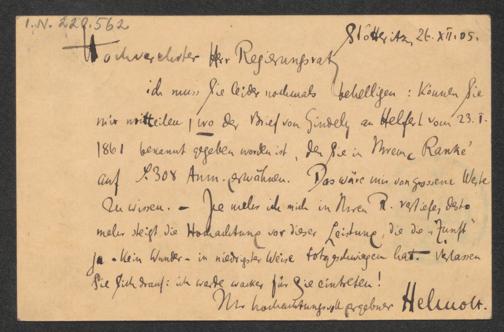 I.N. 229.562
Stötteritz, 26. XII. 05.
Hochverehrter Herr Regierungsrat,
ich muss Sie leider nochmals behelligen: Können Sie
mir mitteilen, wo der Brief von Gindely an Helfert vom 23. I.
1861 bekannt gegeben worden ist, den Sie in Ihrem „Ranke“
auf S. 308 Anm. erwähnen. Das wäre mir von grossem Werte
zu wissen. — Je mehr ich mich in Ihren R. vertiefe, desto
mehr steigt die Hochachtung vor dieser Leistung, die die „Zunft“
ja – kein Wunder – in niedrigster Weise totgeschwiegen hat. Verlassen
Sie Sich drauf: ich werde wacker für Sie eintreten!
Ihr hochachtungsvoll ergebner Helmolt.